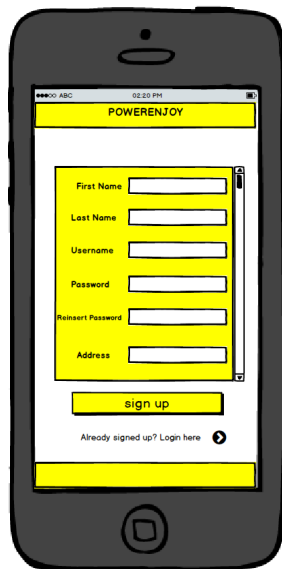 ABC 02:20 PM
POWERENJOY
First Name
Last Name
Username
Password
Reinsert Password
Address
sign up
Already signed up? Login here